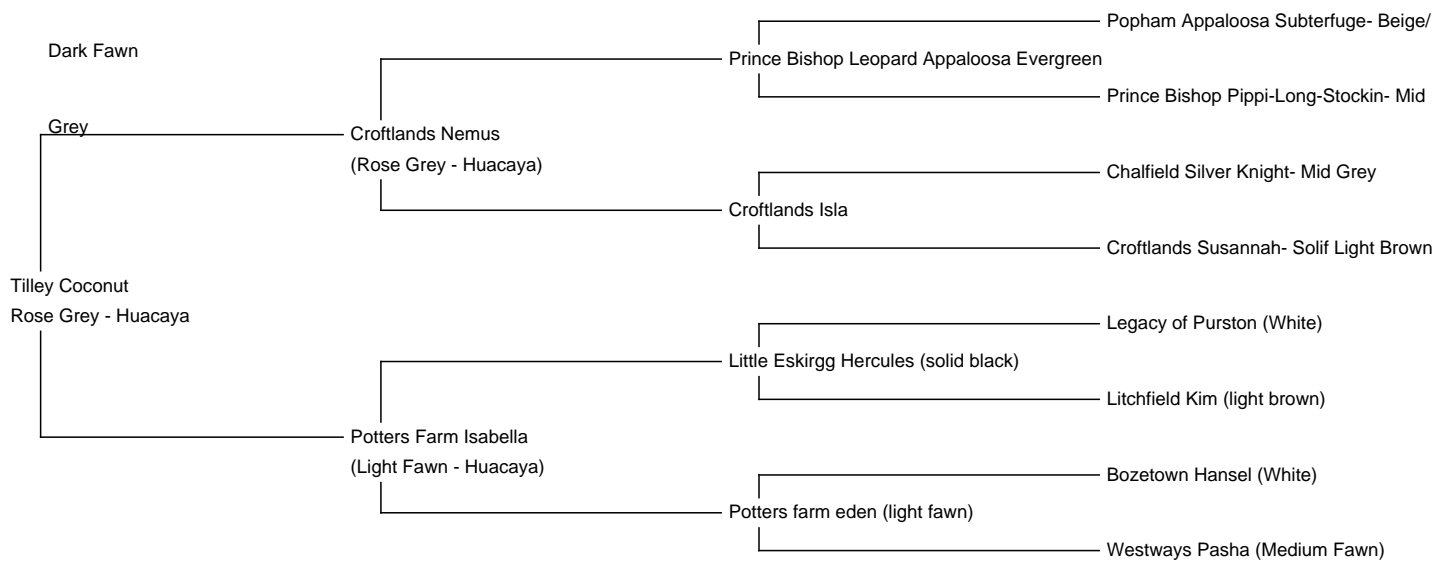 Popham Appaloosa Subterfuge- Beige/
Dark Fawn
Prince Bishop Leopard Appaloosa Evergreen
Prince Bishop Pippi-Long-Stockin- Mid
Grey
Croftlands Nemus
(Rose Grey - Huacaya)
Chalfield Silver Knight- Mid Grey
Croftlands Isla
Croftlands Susannah- Solif Light Brown
Tilley Coconut
Rose Grey - Huacaya
Legacy of Purston (White)
Little Eskirgg Hercules (solid black)
Litchfield Kim (light brown)
Potters Farm Isabella
(Light Fawn - Huacaya)
Bozetown Hansel (White)
Potters farm eden (light fawn)
Westways Pasha (Medium Fawn)